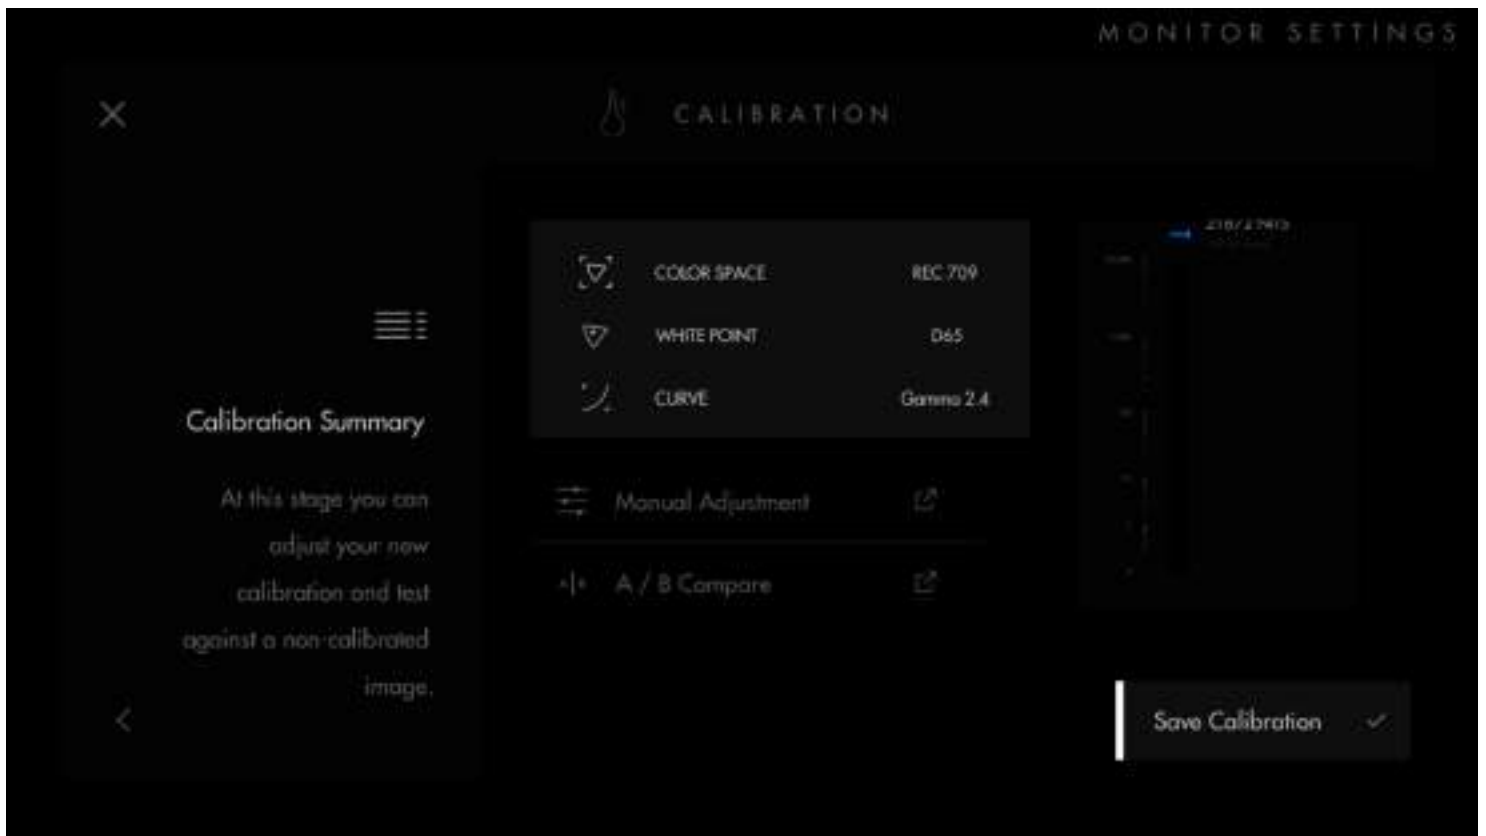 MONITOR SETTINGS
CALIBRATION
Calibration Summary
At this stage you can
adjust your new
calibration and test
against a non-calibrated
image.
COLOR SPACE REC 709
WHITE POINT D65
CURVE Gamma 2.4
Manual Adjustment
A / B Compare
Save Calibration